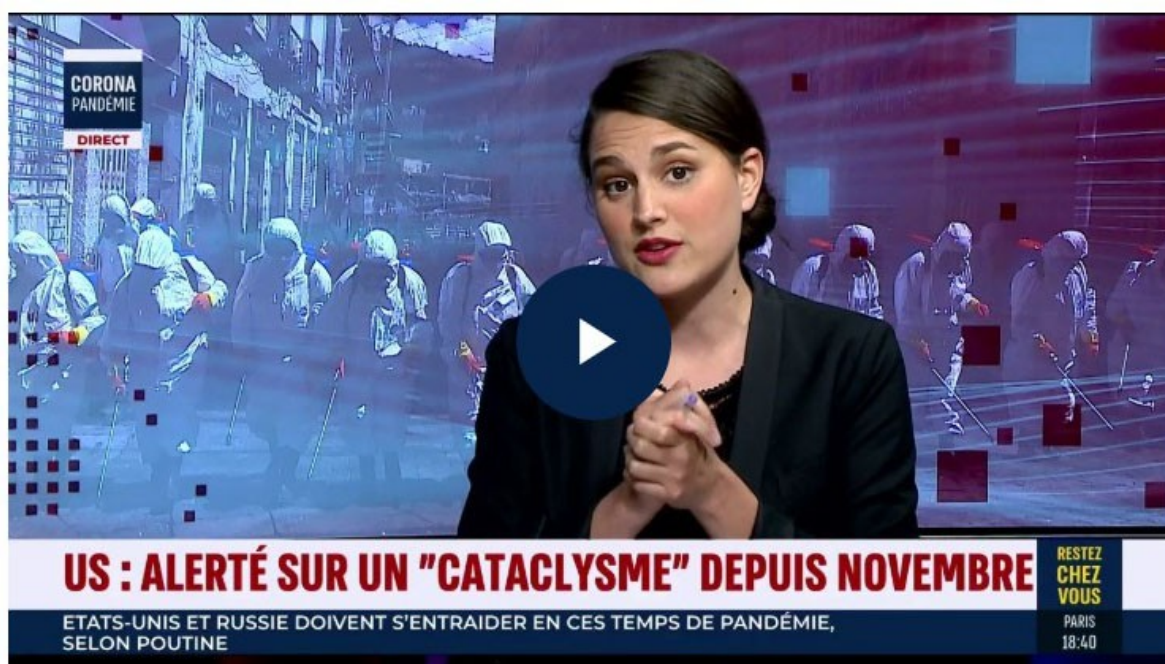 CORONA
PANDÉMIE
DIRECT
US : ALERTÉ SUR UN "CATACLYSME" DEPUIS NOVEMBRE
ETATS-UNIS ET RUSSIE DOIVENT S'ENTRAIDER EN CES TEMPS DE PANDÉMIE,
SELON POUTINE
RESTEZ
CHEZ
VOUS
PARIS
18:40